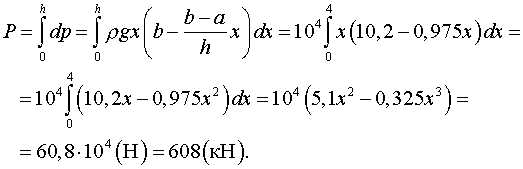 P = ∫₀ʰ dp = ∫₀ʰ ρgx(b − (b − a)/h x)dx = 10⁴ ∫₀⁴ x(10,2 − 0,975x)dx =
= 10⁴ ∫₀⁴ (10,2x − 0,975x²)dx = 10⁴ (5,1x² − 0,325x³) =
= 60,8·10⁴ (Н) = 608(кН).